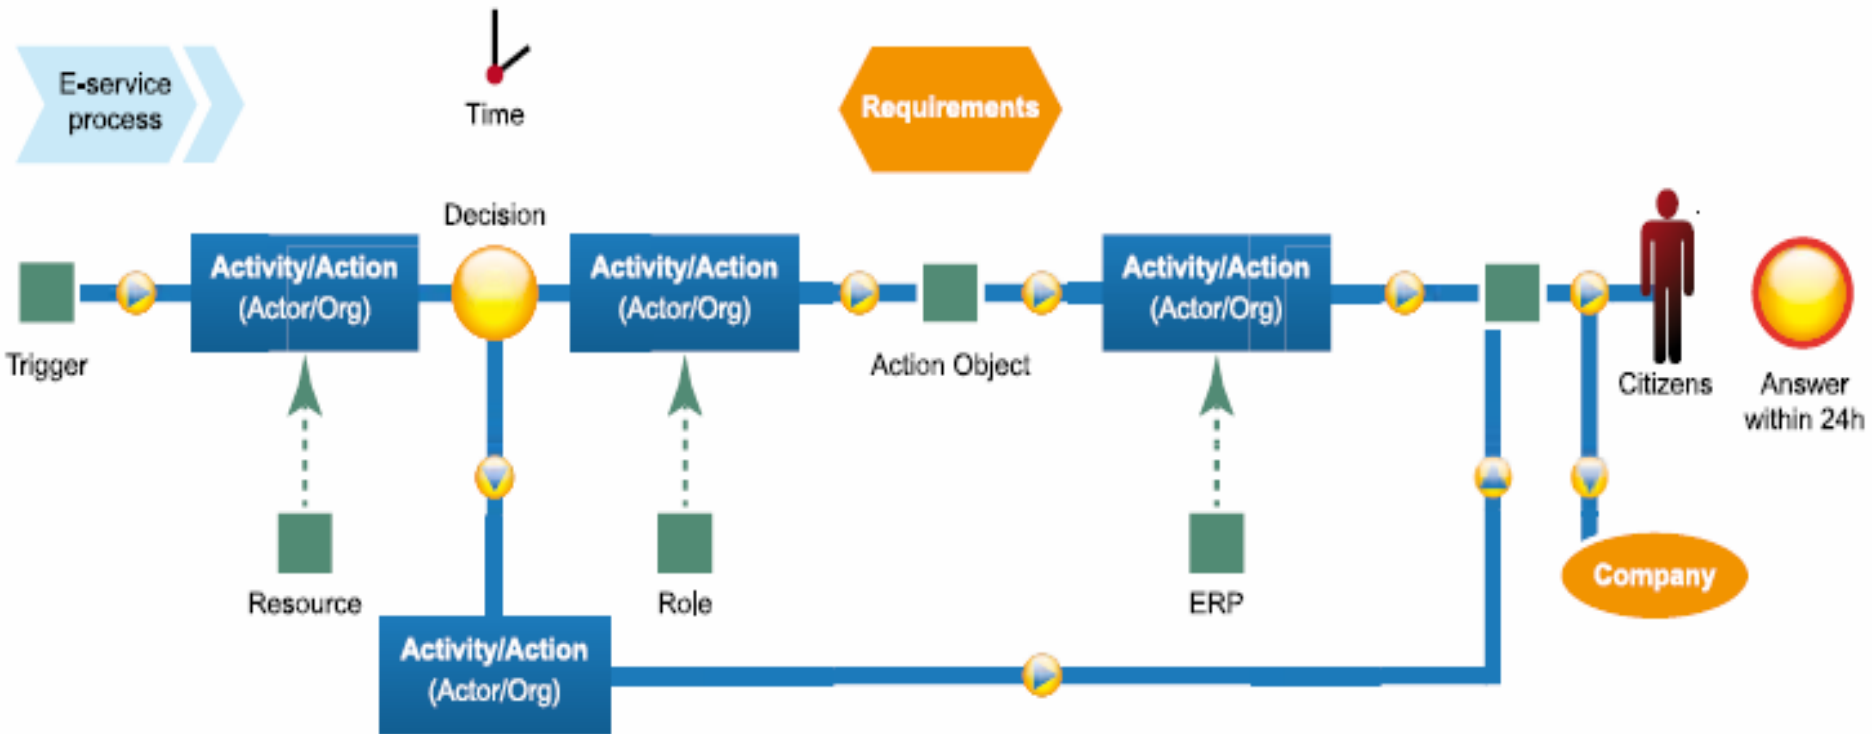 E-service
process
Time
Requirements
Decision
Activity/Action
(Actor/Org)
Activity/Action
(Actor/Org)
Activity/Action
(Actor/Org)
Trigger
Action Object
Citizens
Answer
within 24h
Resource
Role
ERP
Company
Activity/Action
(Actor/Org)